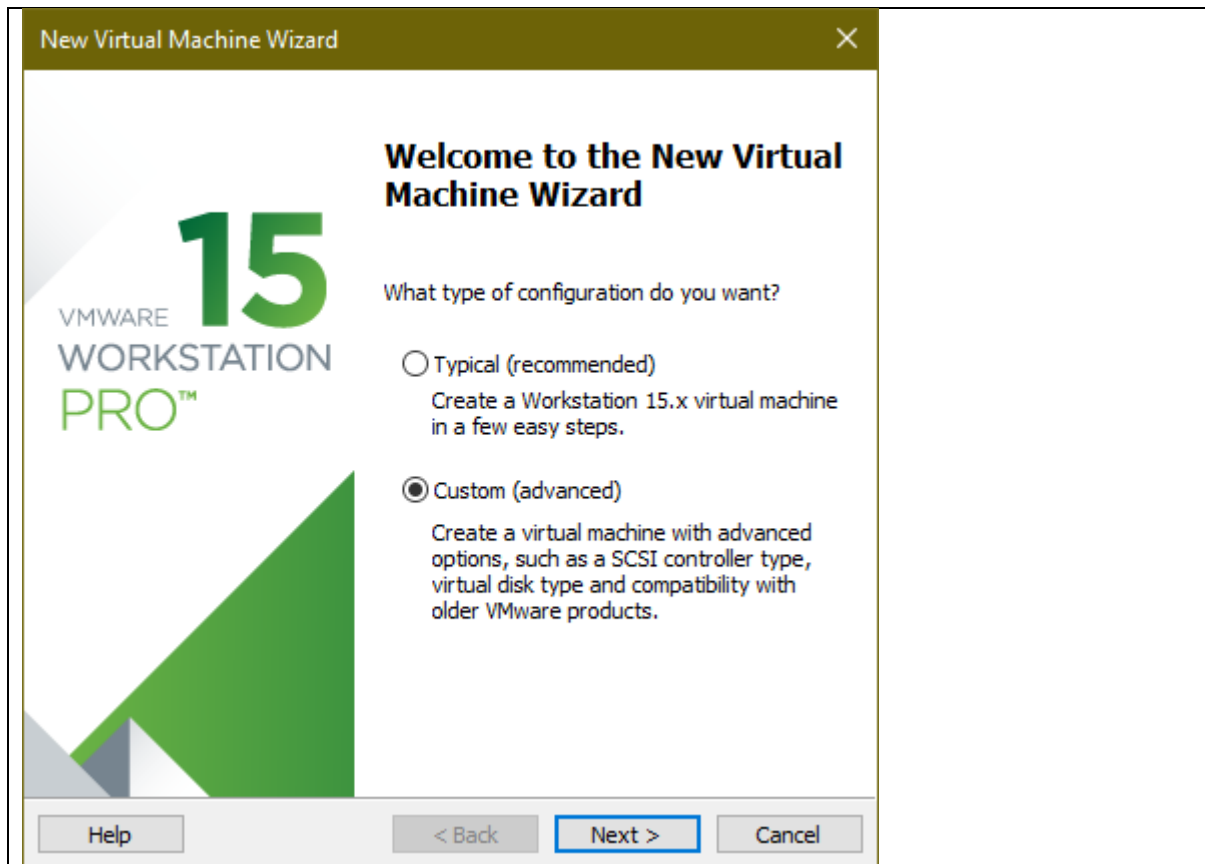 New Virtual Machine Wizard
15
VMWARE
WORKSTATION
PRO™
Welcome to the New Virtual
Machine Wizard
What type of configuration do you want?
Typical (recommended)
Create a Workstation 15.x virtual machine
in a few easy steps.
Custom (advanced)
Create a virtual machine with advanced
options, such as a SCSI controller type,
virtual disk type and compatibility with
older VMware products.
Help < Back Next > Cancel